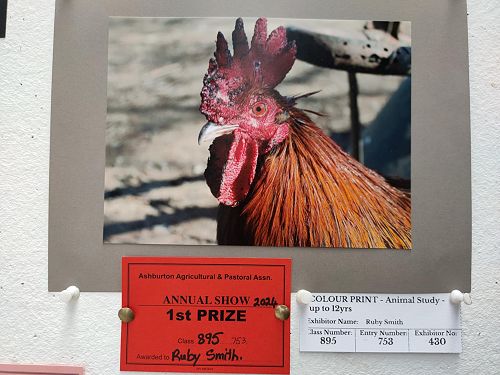 Ashburton Agricultural & Pastoral Assn.
ANNUAL SHOW 2024
1st PRIZE
Class 895 753
Awarded to Ruby Smith.
COLOUR PRINT - Animal Study -
up to 12yrs
Exhibitor Name: Ruby Smith
Class Number: Entry Number: Exhibitor No:
895 753 430